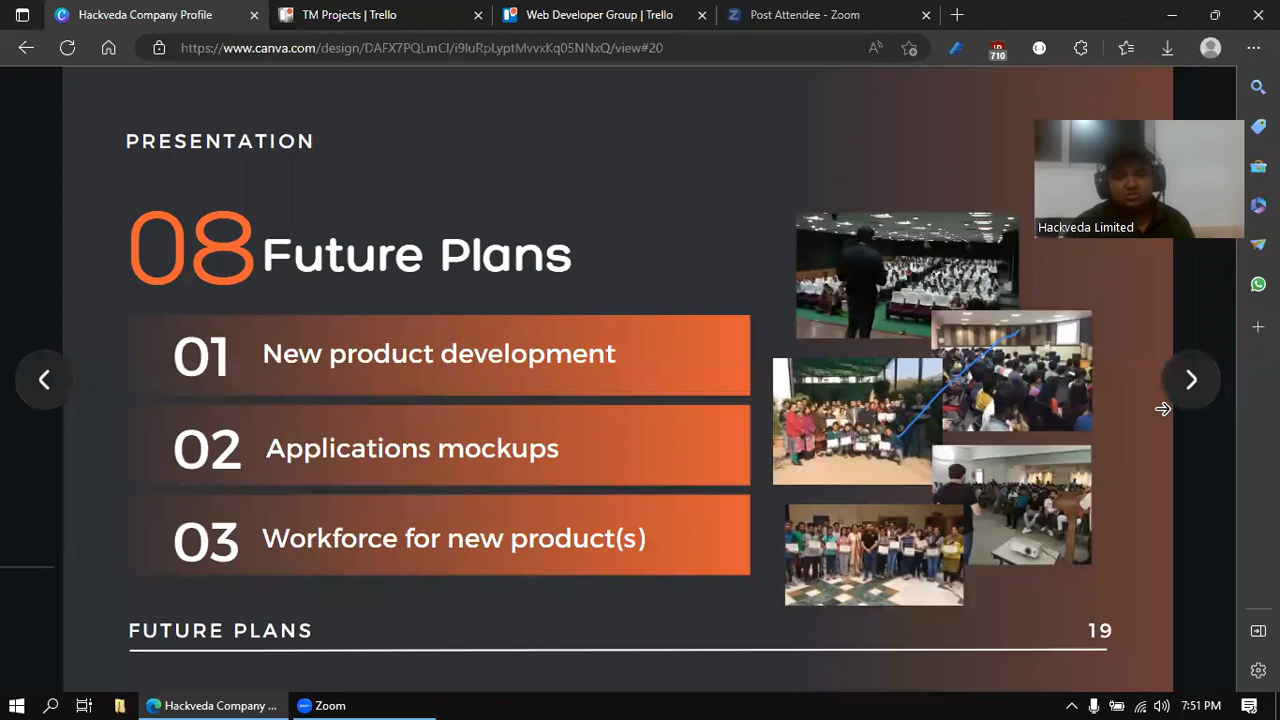 Hackveda Company Profile
TM Projects | Trello
Web Developer Group | Trello
Post Attendee - Zoom
https://www.canva.com/design/DAFX7PQLmCI/i9luRpLyptMvvxKq05NNxQ/view#20
710
PRESENTATION
Hackveda Limited
08 Future Plans
01 New product development
02 Applications mockups
03 Workforce for new product(s)
FUTURE PLANS
19
Hackveda Company ...
Zoom
7:51 PM